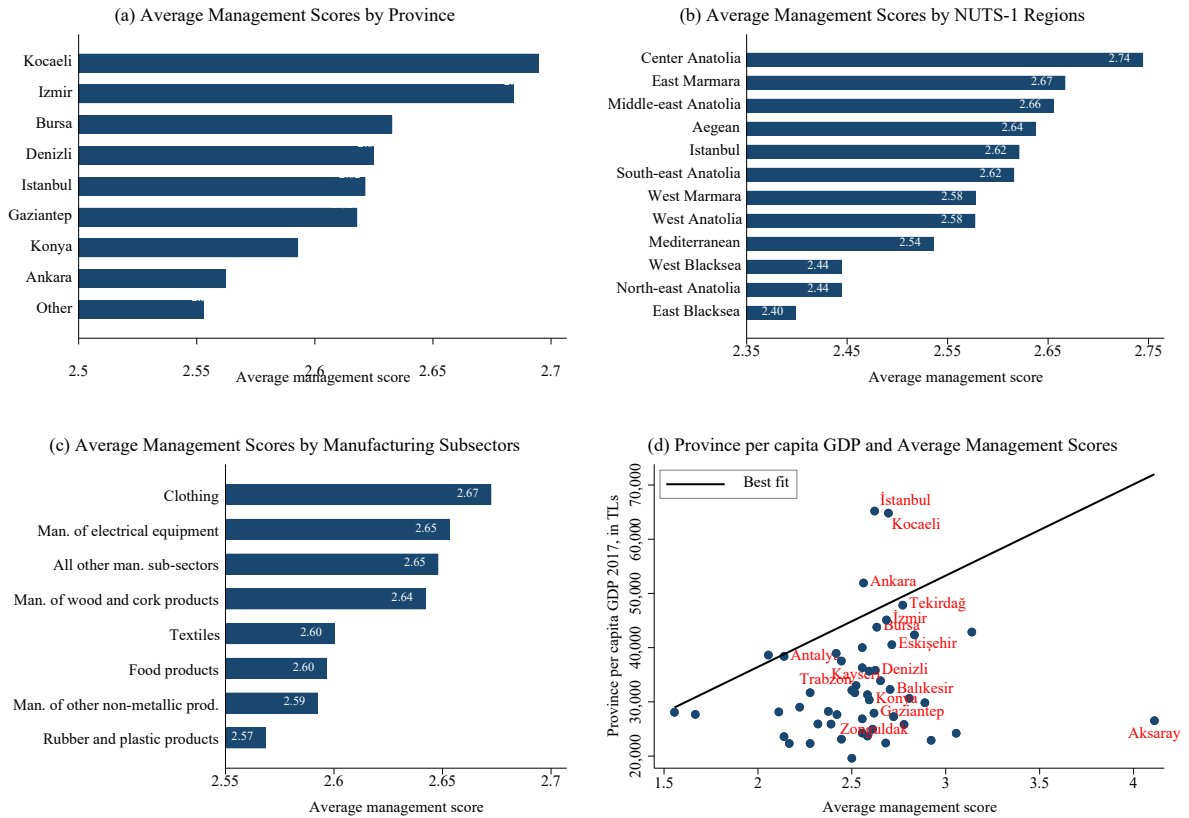 (a) Average Management Scores by Province
Kocaeli
Izmir
Bursa
Denizli
Istanbul
Gaziantep
Konya
Ankara
Other
2.5 2.55 2.6 2.65 2.7
Average management score
(b) Average Management Scores by NUTS-1 Regions
Center Anatolia 2.74
East Marmara 2.67
Middle-east Anatolia 2.66
Aegean 2.64
Istanbul 2.62
South-east Anatolia 2.62
West Marmara 2.58
West Anatolia 2.58
Mediterranean 2.54
West Blacksea 2.44
North-east Anatolia 2.44
East Blacksea 2.40
2.35 2.45 2.55 2.65 2.75
Average management score
(c) Average Management Scores by Manufacturing Subsectors
Clothing 2.67
Man. of electrical equipment 2.65
All other man. sub-sectors 2.65
Man. of wood and cork products 2.64
Textiles 2.60
Food products 2.60
Man. of other non-metallic prod. 2.59
Rubber and plastic products 2.57
2.55 2.6 2.65 2.7
Average management score
(d) Province per capita GDP and Average Management Scores
Province per capita GDP 2017, in TLs
70,000
60,000
50,000
40,000
30,000
20,000
Best fit
İstanbul
Kocaeli
Ankara
Tekirdağ
İzmir
Bursa
Eskişehir
Antalya
Denizli
Kayseri
Trabzon
Balıkesir
Konya
Gaziantep
Zonguldak
Aksaray
1.5 2 2.5 3 3.5 4
Average management score